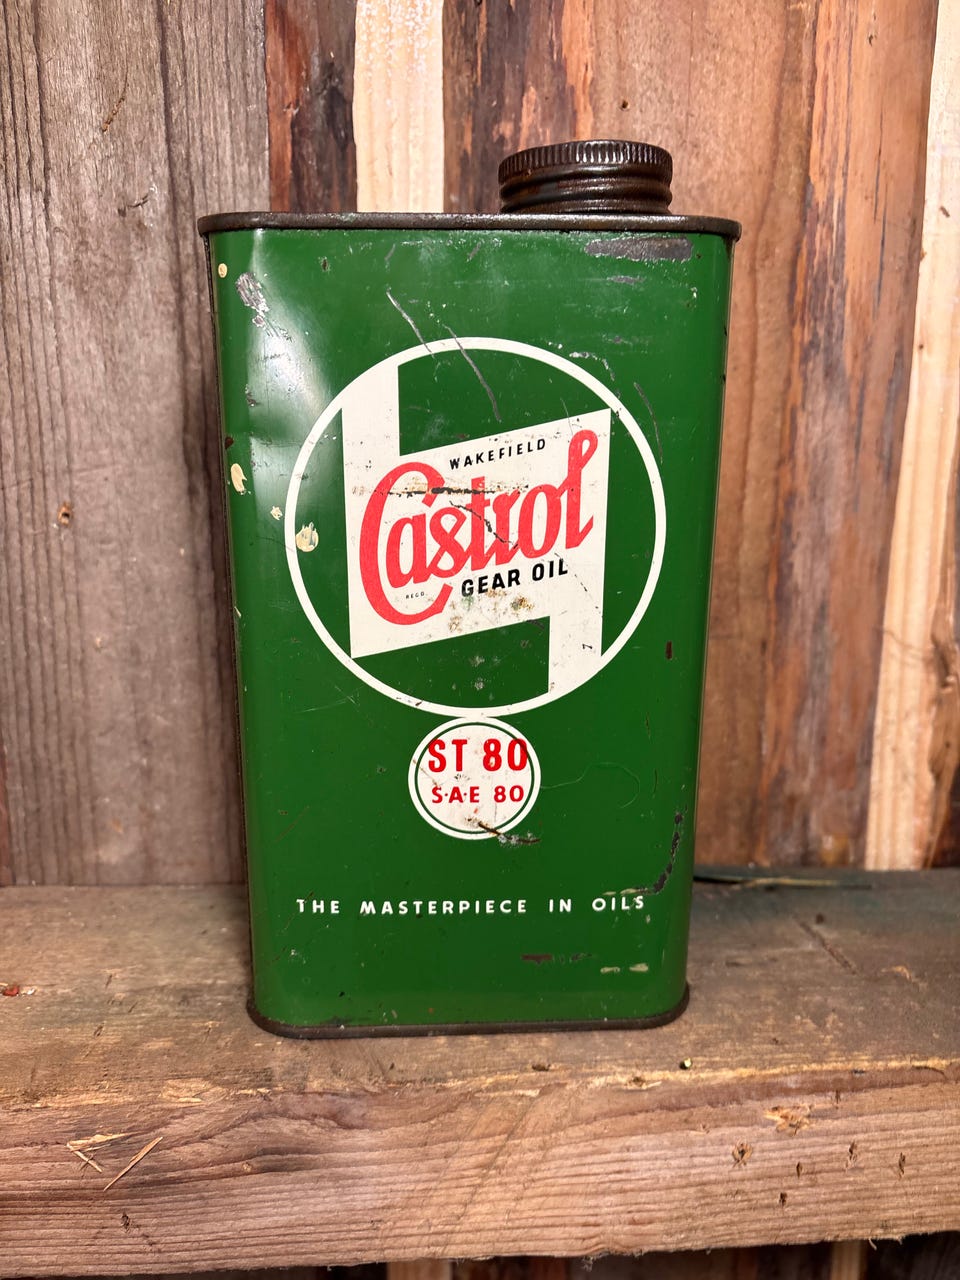 WAKEFIELD
Castrol
REGD.
GEAR OIL
ST 80
S·A·E 80
THE MASTERPIECE IN OILS